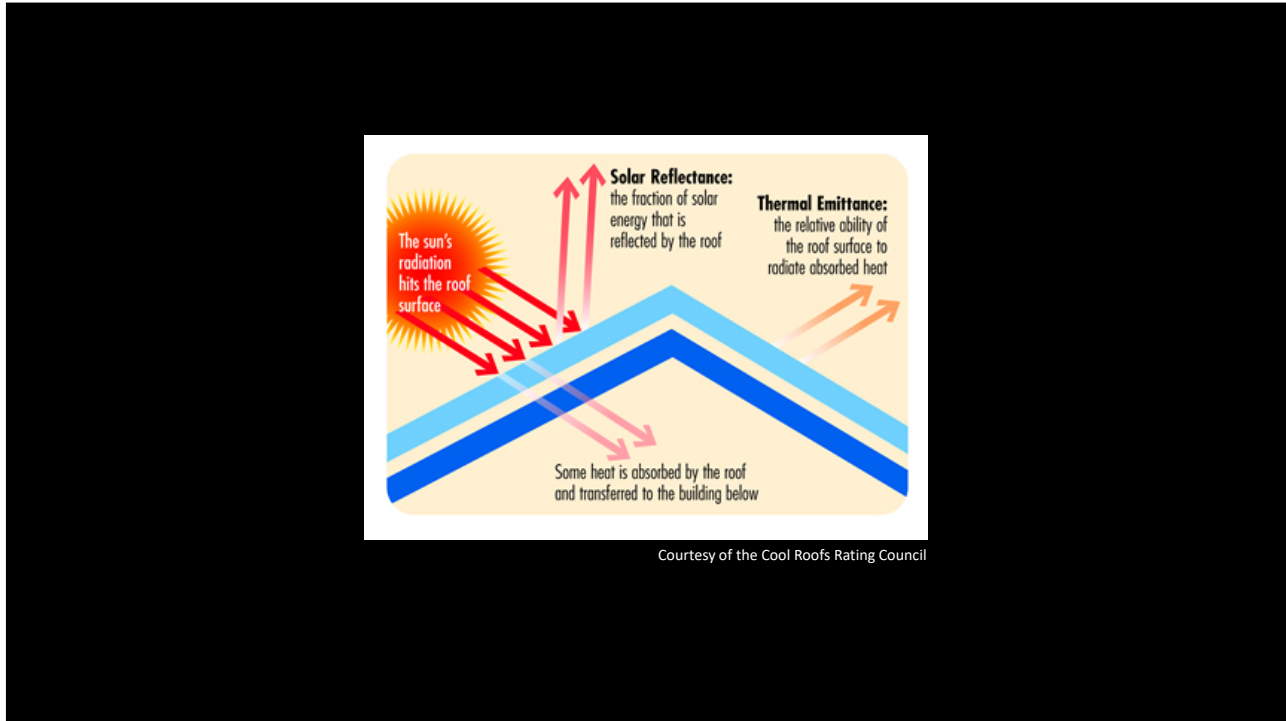 The sun's
radiation
hits the roof
surface
Solar Reflectance:
the fraction of solar
energy that is
reflected by the roof
Thermal Emittance:
the relative ability of
the roof surface to
radiate absorbed heat
Some heat is absorbed by the roof
and transferred to the building below
Courtesy of the Cool Roofs Rating Council